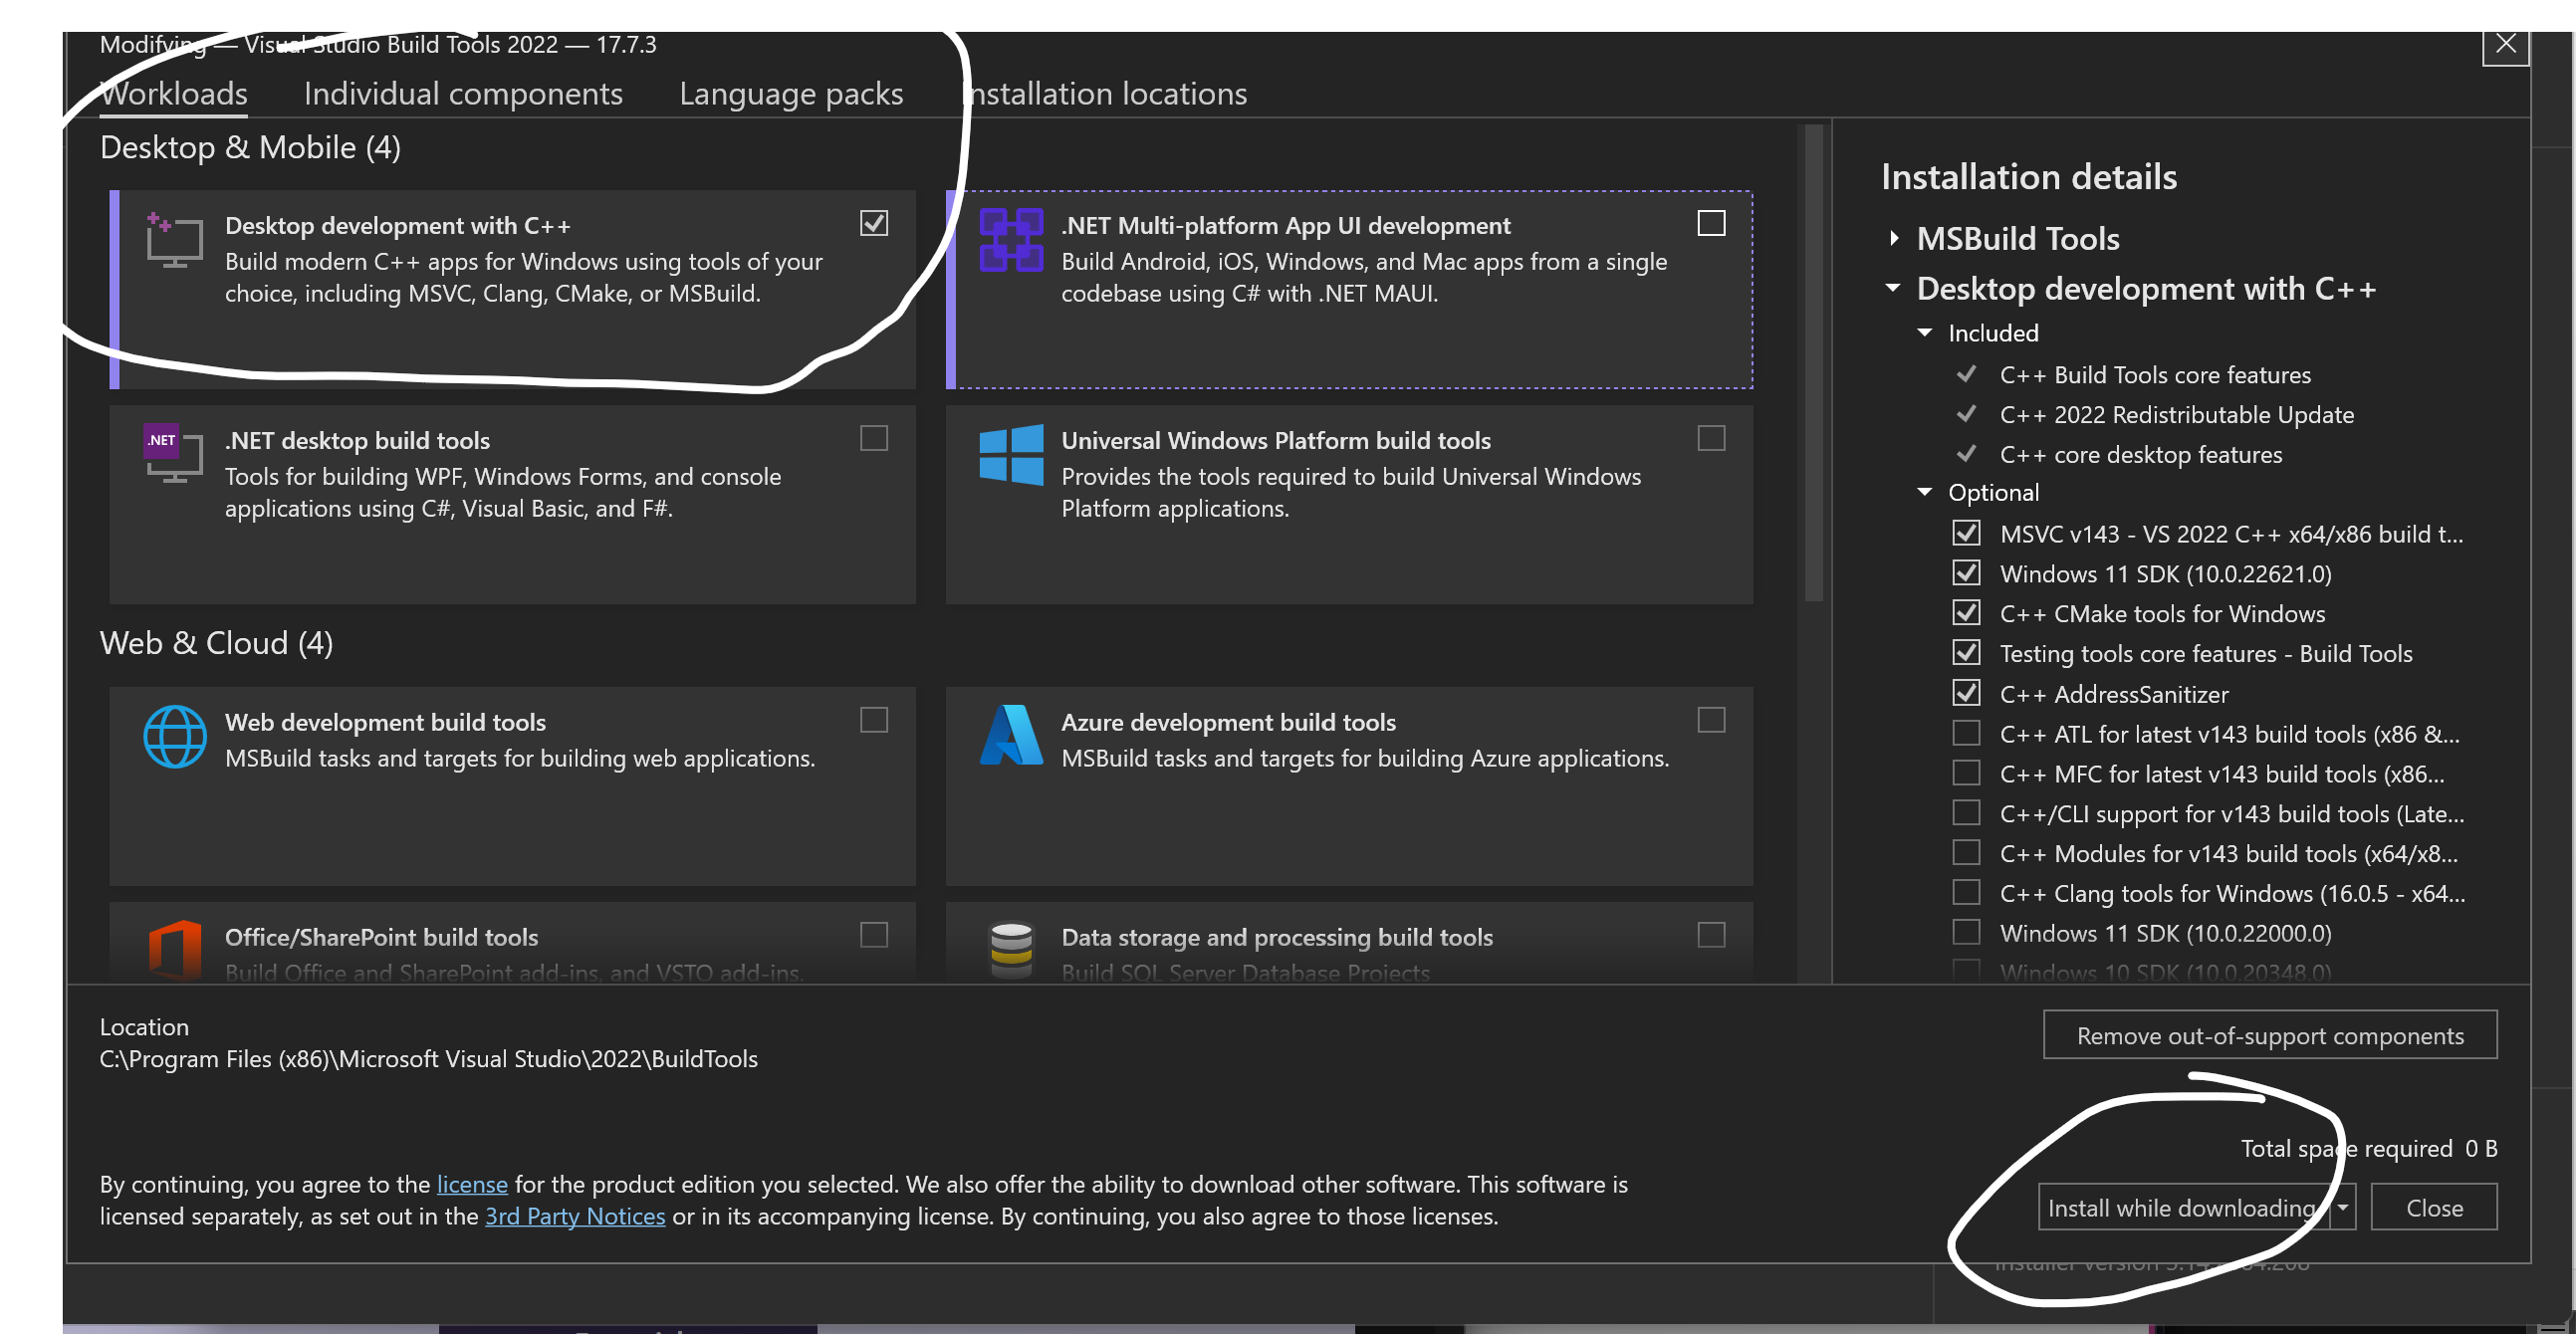 Modifying — Visual Studio Build Tools 2022 — 17.7.3
Workloads Individual components Language packs Installation locations
Desktop & Mobile (4)
Desktop development with C++
Build modern C++ apps for Windows using tools of your
choice, including MSVC, Clang, CMake, or MSBuild.
.NET Multi-platform App UI development
Build Android, iOS, Windows, and Mac apps from a single
codebase using C# with .NET MAUI.
.NET
.NET desktop build tools
Tools for building WPF, Windows Forms, and console
applications using C#, Visual Basic, and F#.
Universal Windows Platform build tools
Provides the tools required to build Universal Windows
Platform applications.
Web & Cloud (4)
Web development build tools
MSBuild tasks and targets for building web applications.
Azure development build tools
MSBuild tasks and targets for building Azure applications.
Office/SharePoint build tools
Build Office and SharePoint add-ins, and VSTO add-ins.
Data storage and processing build tools
Build SQL Server Database Projects
Installation details
MSBuild Tools
Desktop development with C++
Included
C++ Build Tools core features
C++ 2022 Redistributable Update
C++ core desktop features
Optional
MSVC v143 - VS 2022 C++ x64/x86 build t...
Windows 11 SDK (10.0.22621.0)
C++ CMake tools for Windows
Testing tools core features - Build Tools
C++ AddressSanitizer
C++ ATL for latest v143 build tools (x86 &...
C++ MFC for latest v143 build tools (x86...
C++/CLI support for v143 build tools (Late...
C++ Modules for v143 build tools (x64/x8...
C++ Clang tools for Windows (16.0.5 - x64...
Windows 11 SDK (10.0.22000.0)
Windows 10 SDK (10.0.20348.0)
Location
C:\Program Files (x86)\Microsoft Visual Studio\2022\BuildTools
Remove out-of-support components
Total space required 0 B
By continuing, you agree to the license for the product edition you selected. We also offer the ability to download other software. This software is
licensed separately, as set out in the 3rd Party Notices or in its accompanying license. By continuing, you also agree to those licenses.
Install while downloading
Close
Installer version